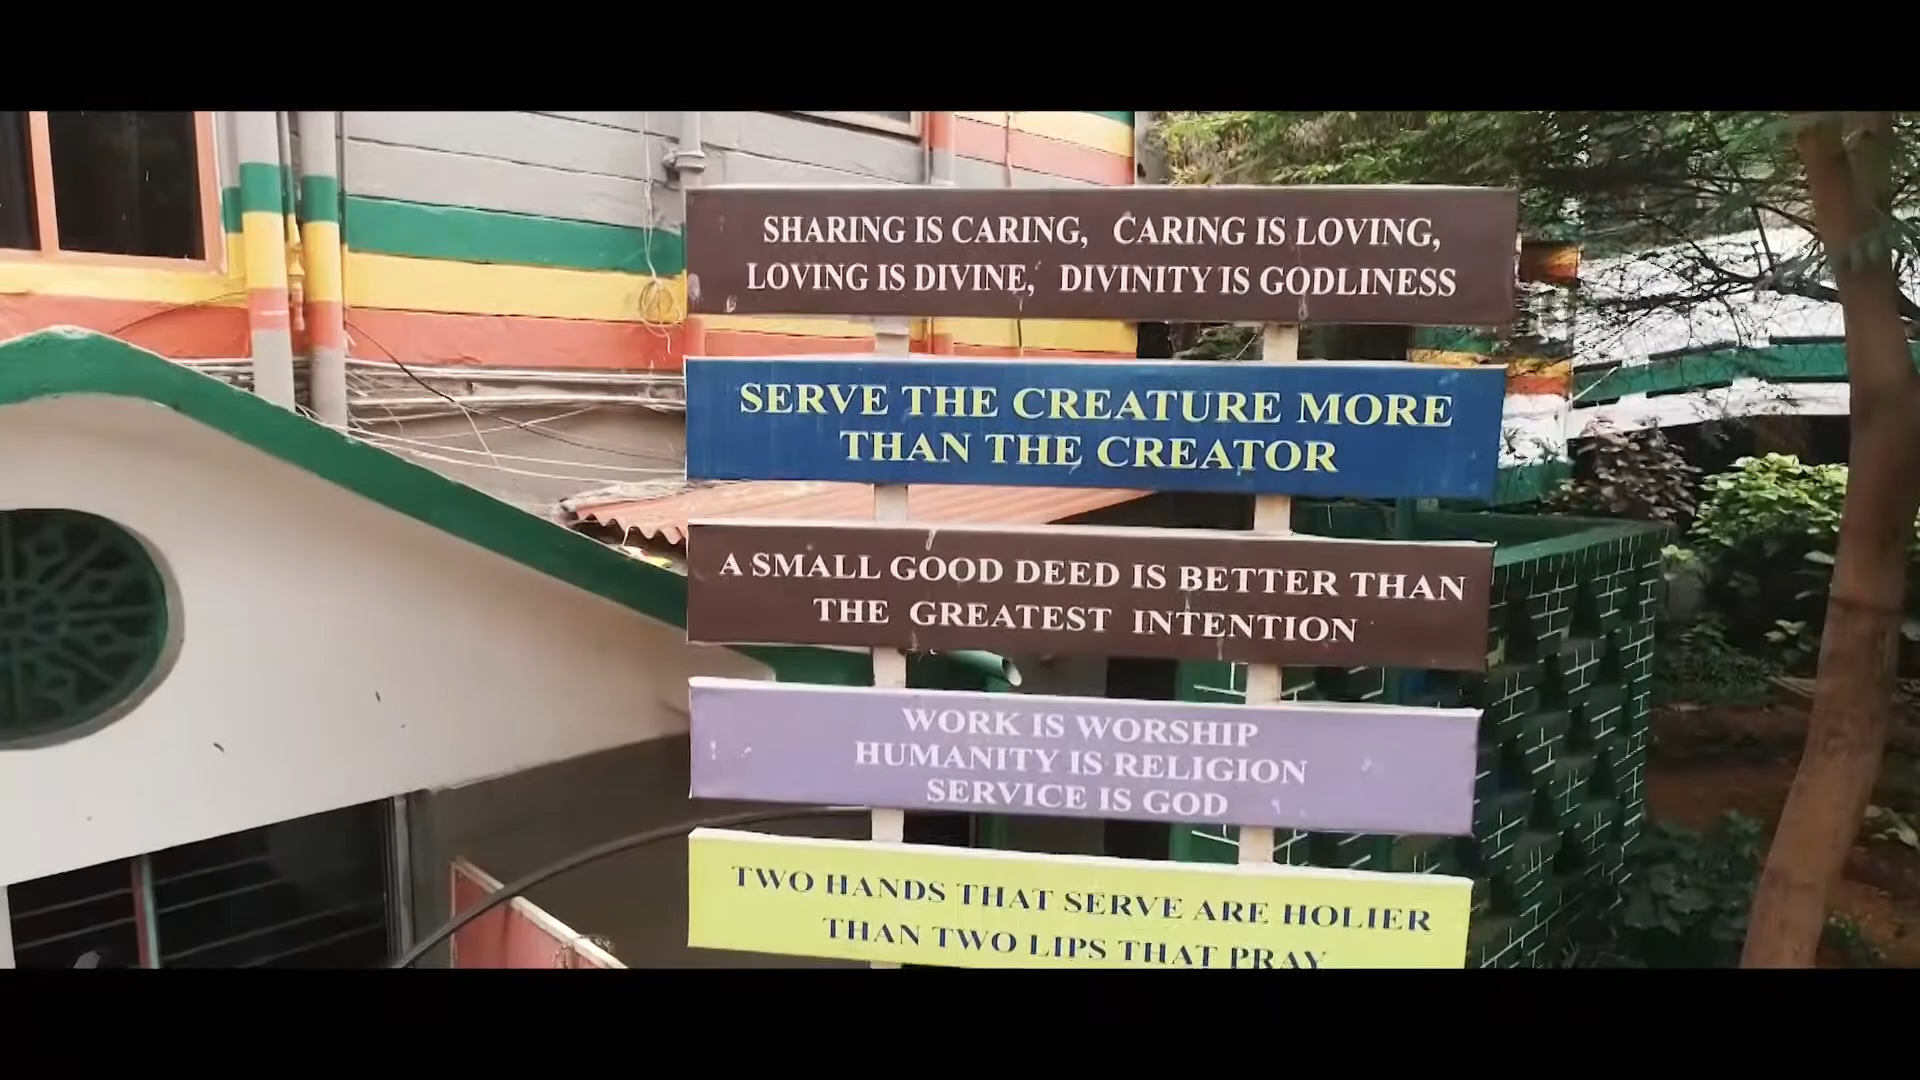 SHARING IS CARING, CARING IS LOVING,
LOVING IS DIVINE, DIVINITY IS GODLINESS
SERVE THE CREATURE MORE
THAN THE CREATOR
A SMALL GOOD DEED IS BETTER THAN
THE GREATEST INTENTION
WORK IS WORSHIP
HUMANITY IS RELIGION
SERVICE IS GOD
TWO HANDS THAT SERVE ARE HOLIER
THAN TWO LIPS THAT PRAY